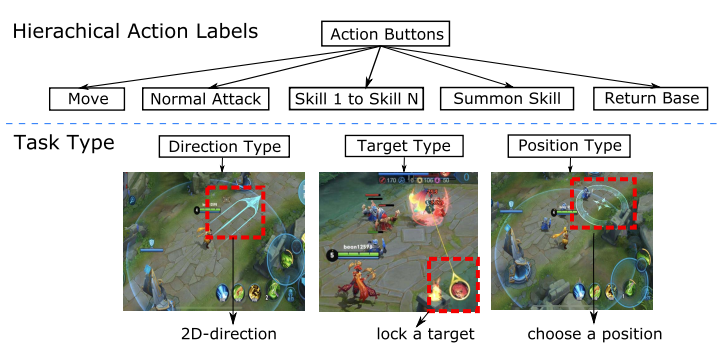 Hierachical Action Labels
Action Buttons
Move
Normal Attack
Skill 1 to Skill N
Summon Skill
Return Base
Task Type
Direction Type
Target Type
Position Type
2D-direction
lock a target
choose a position